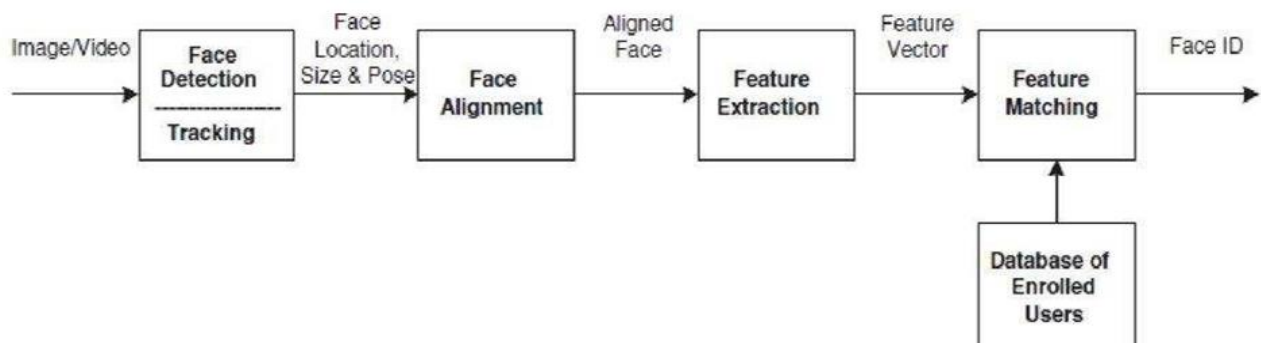 Image/Video
Face
Detection
Tracking
Face
Location,
Size & Pose
Face
Alignment
Aligned
Face
Feature
Extraction
Feature
Vector
Feature
Matching
Face ID
Database of
Enrolled
Users